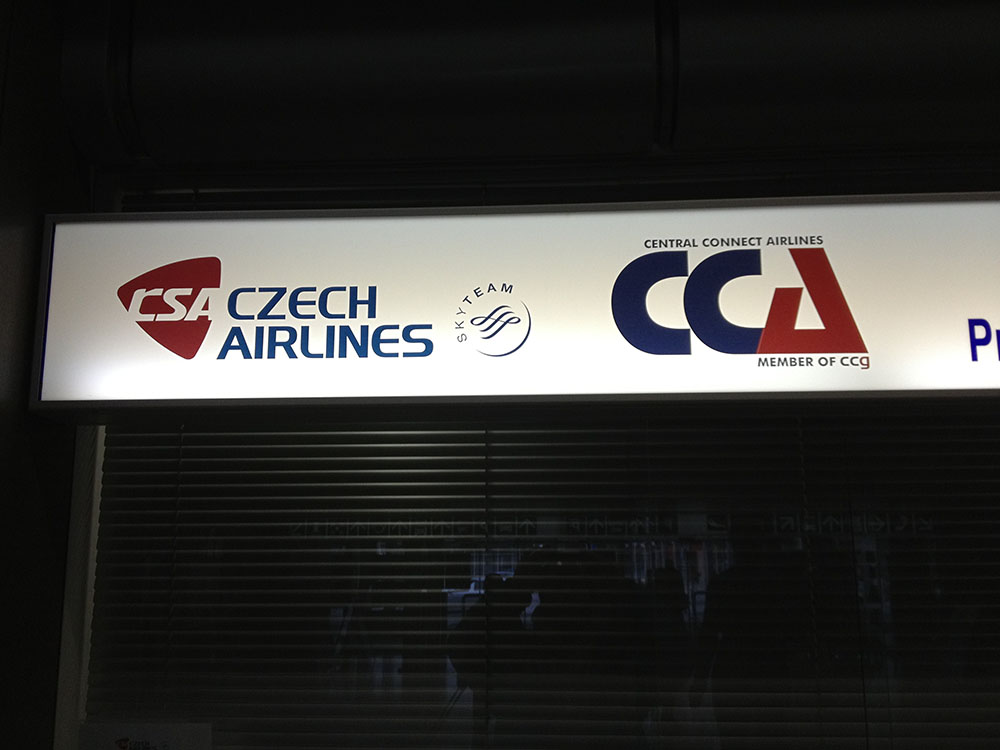 CSA CZECH
AIRLINES
SKYTEAM
CENTRAL CONNECT AIRLINES
CCA
MEMBER OF CCg